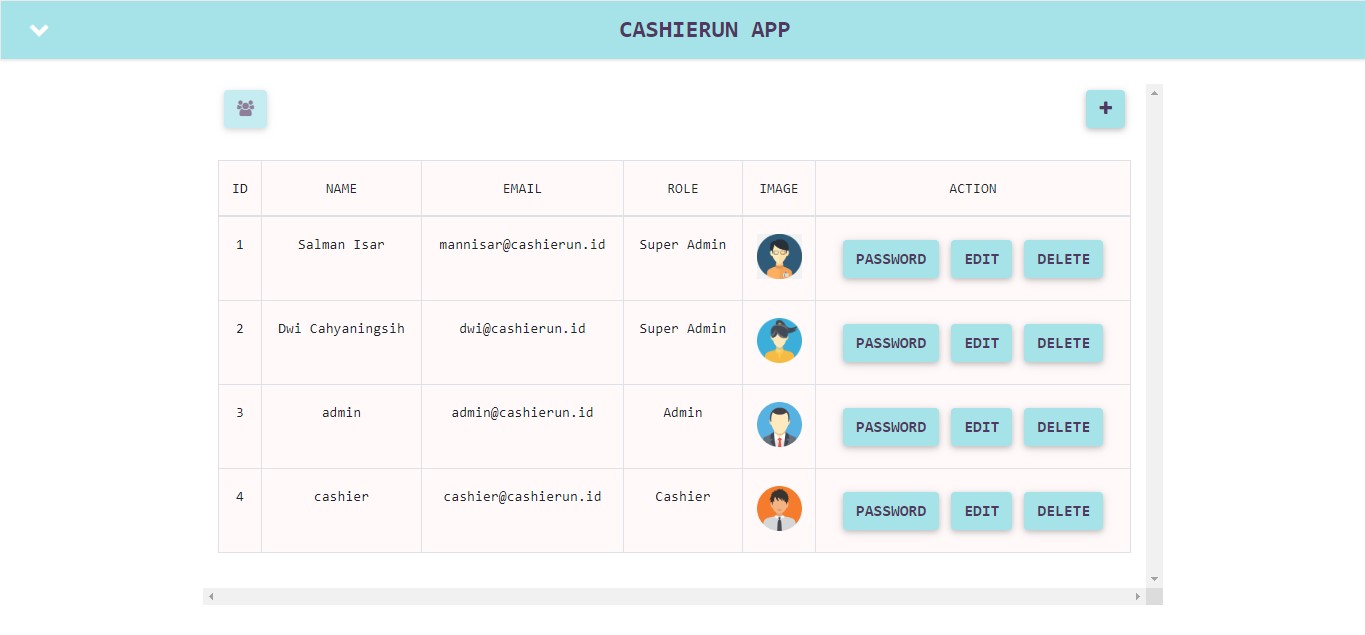 CASHIERUN APP
ID NAME EMAIL ROLE IMAGE ACTION
1 Salman Isar mannisar@cashierun.id Super Admin PASSWORD EDIT DELETE
2 Dwi Cahyaningsih dwi@cashierun.id Super Admin PASSWORD EDIT DELETE
3 admin admin@cashierun.id Admin PASSWORD EDIT DELETE
4 cashier cashier@cashierun.id Cashier PASSWORD EDIT DELETE